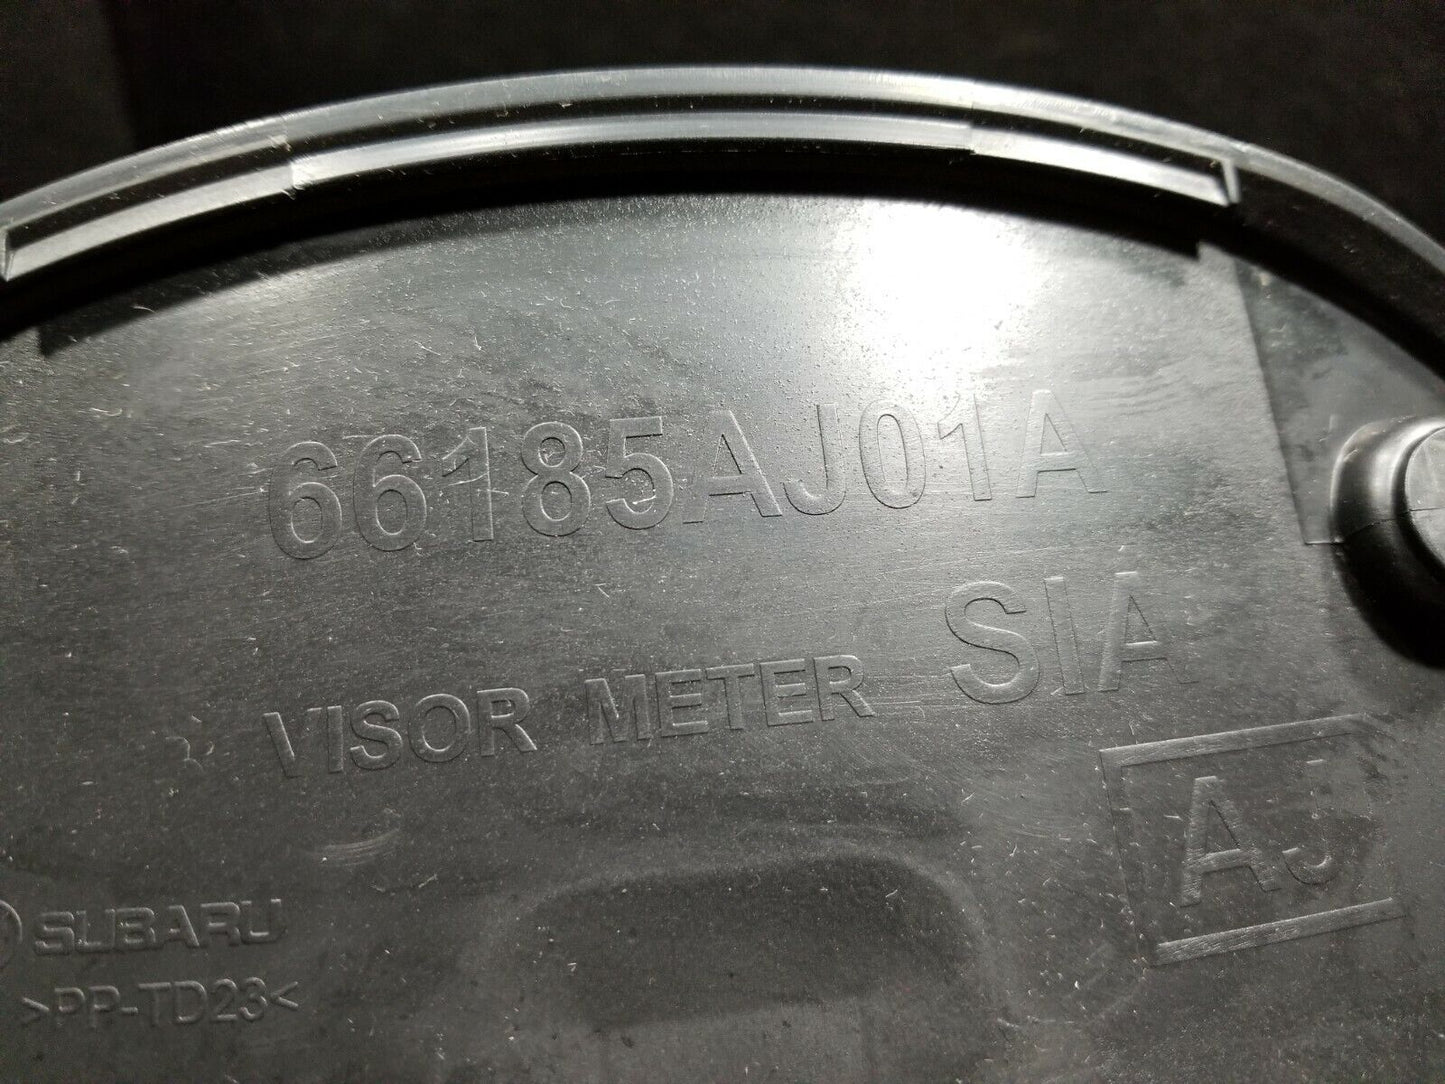 66185AJ01A
VISOR METER SIA
AJ
SUBARU
>PP-TD23<